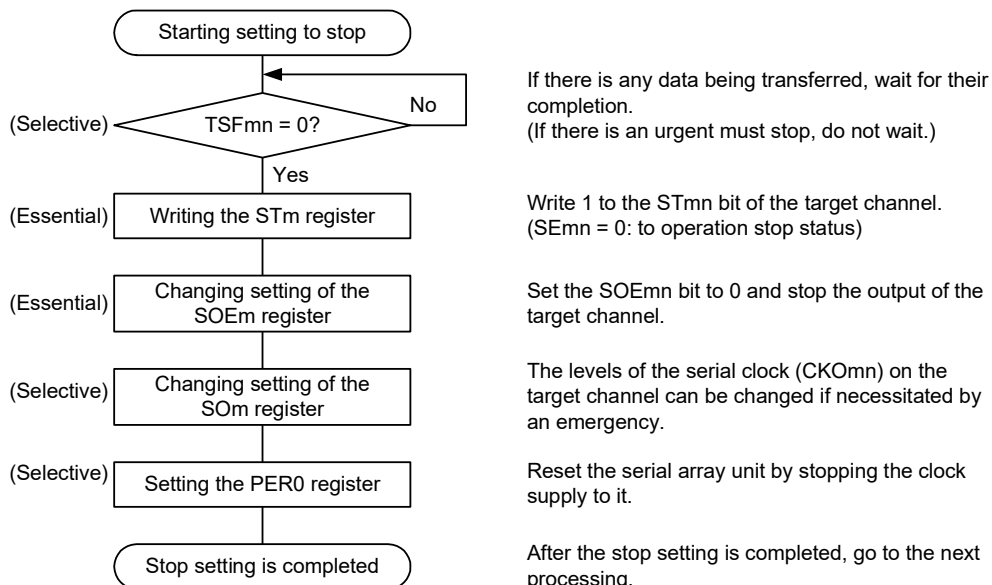 Starting setting to stop
No
(Selective)
TSFmn = 0?
If there is any data being transferred, wait for their
completion.
(If there is an urgent must stop, do not wait.)
Yes
(Essential)
Writing the STm register
Write 1 to the STmn bit of the target channel.
(SEmn = 0: to operation stop status)
(Essential)
Changing setting of the
SOEm register
Set the SOEmn bit to 0 and stop the output of the
target channel.
(Selective)
Changing setting of the
SOm register
The levels of the serial clock (CKOmn) on the
target channel can be changed if necessitated by
an emergency.
(Selective)
Setting the PER0 register
Reset the serial array unit by stopping the clock
supply to it.
Stop setting is completed
After the stop setting is completed, go to the next
processing.